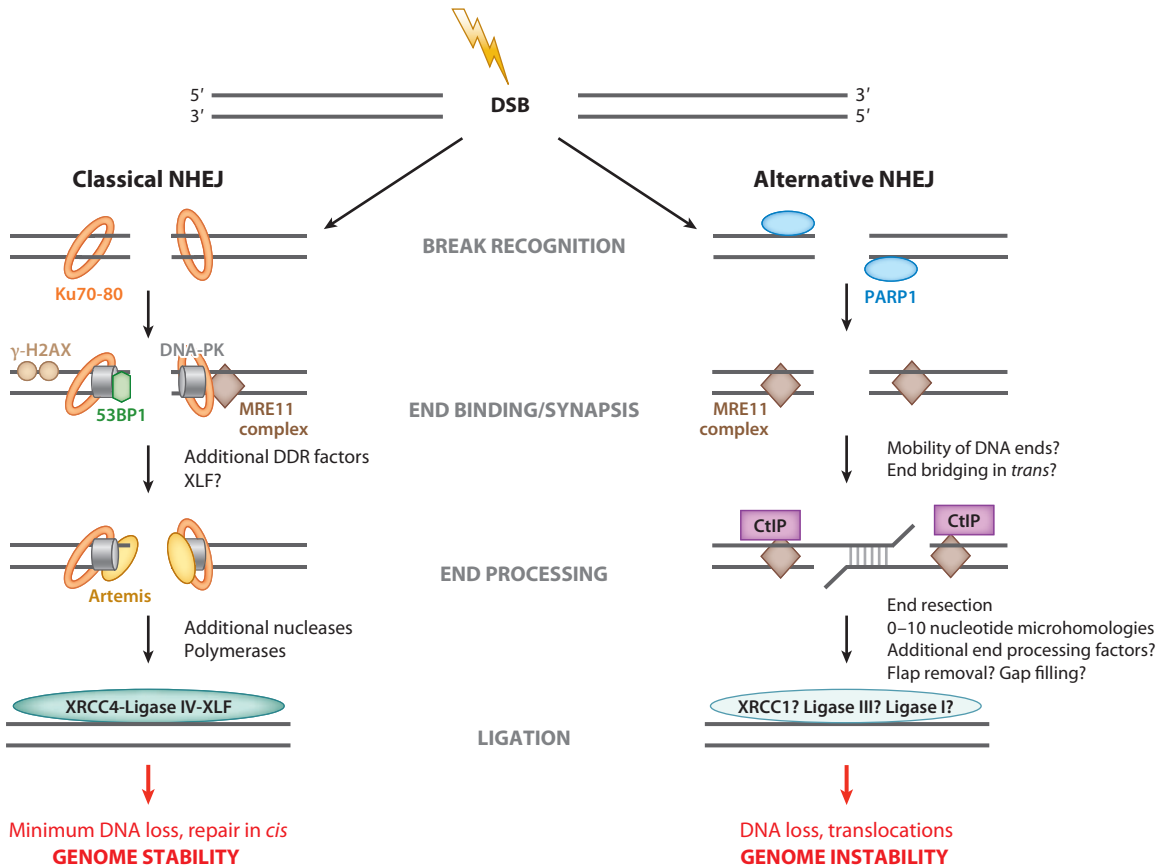 5′
3′
DSB
3′
5′
Classical NHEJ
Alternative NHEJ
BREAK RECOGNITION
Ku70-80
PARP1
γ-H2AX
DNA-PK
53BP1
MRE11
complex
END BINDING/SYNAPSIS
MRE11
complex
Additional DDR factors
XLF?
Mobility of DNA ends?
End bridging in trans?
CtIP
CtIP
Artemis
END PROCESSING
Additional nucleases
Polymerases
End resection
0–10 nucleotide microhomologies
Additional end processing factors?
Flap removal? Gap filling?
XRCC4-Ligase IV-XLF
XRCC1? Ligase III? Ligase I?
LIGATION
Minimum DNA loss, repair in cis
GENOME STABILITY
DNA loss, translocations
GENOME INSTABILITY